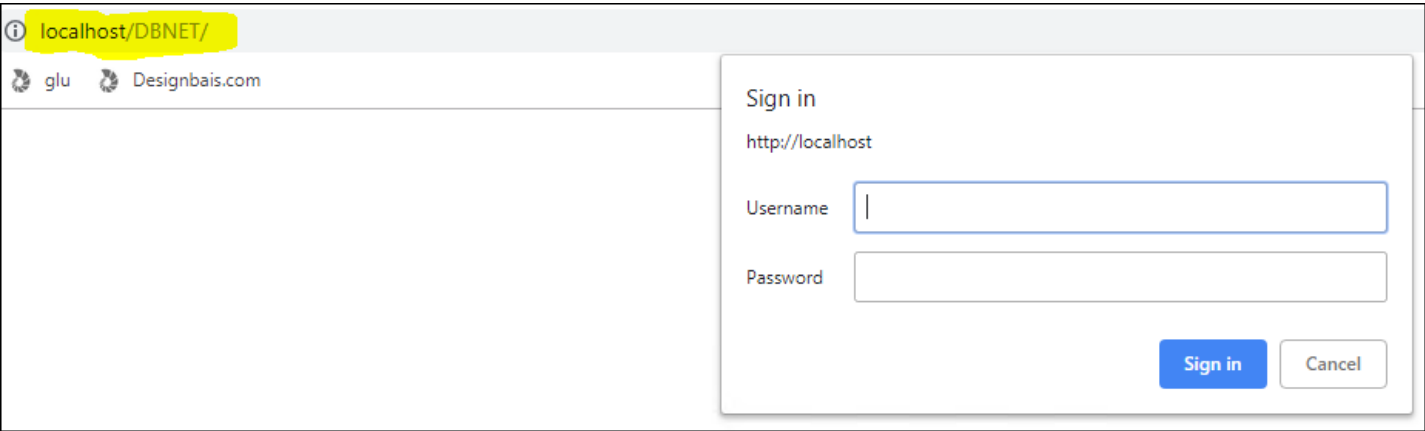 localhost/DBNET/
glu Designbais.com
Sign in
http://localhost
Username
Password
Sign in Cancel